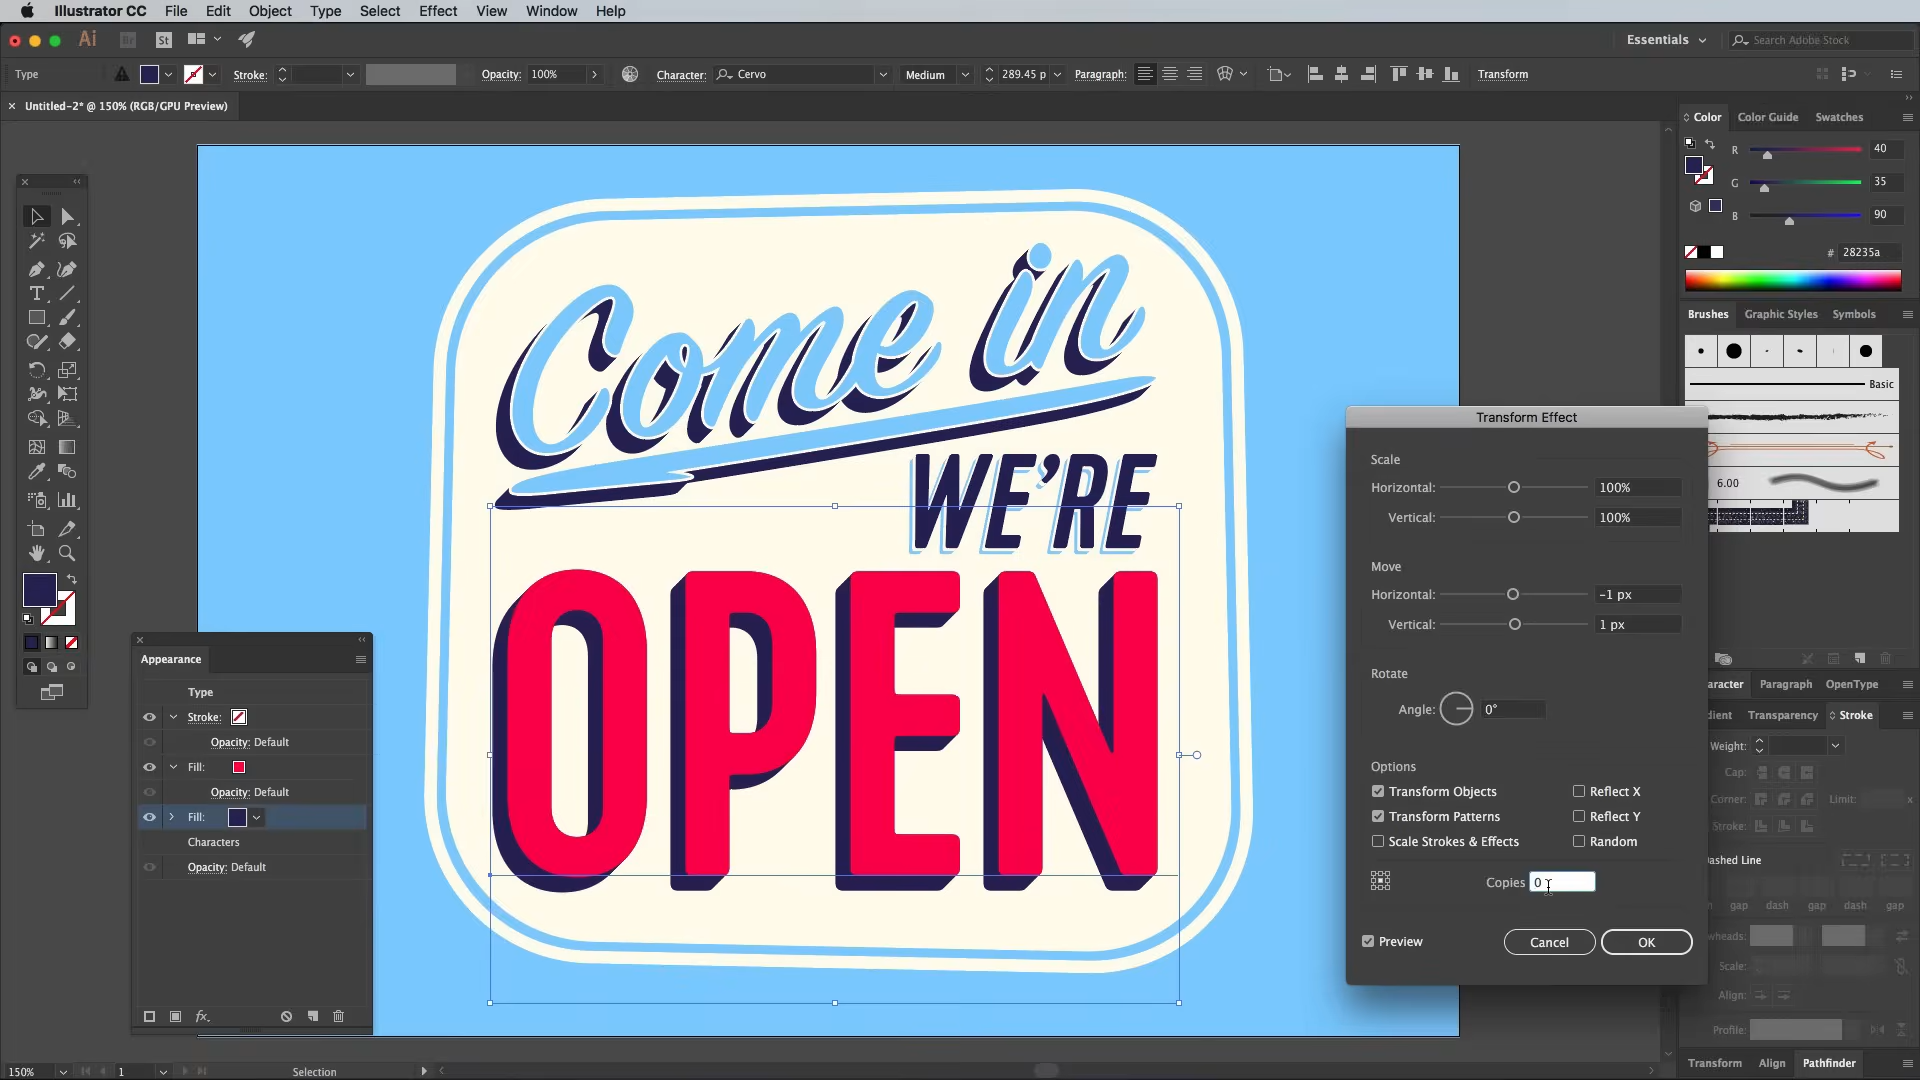 Illustrator CC File Edit Object Type Select Effect View Window Help
Ai Br St Essentials Search Adobe Stock
Type Stroke: Opacity: 100% Character: Cervo Medium 289.45 p Paragraph: Transform
Untitled-2* @ 150% (RGB/GPU Preview)
Color Color Guide Swatches
R 40
G 35
B 90
# 28235a
Brushes Graphic Styles Symbols
Basic
6.00
Come in
WE'RE
OPEN
Transform Effect
Scale
Horizontal: 100%
Vertical: 100%
Move
Horizontal: -1 px
Vertical: 1 px
Rotate
Angle: 0°
Options
Transform Objects Reflect X
Transform Patterns Reflect Y
Scale Strokes & Effects Random
Copies 0
Preview Cancel OK
Appearance
Type
Stroke:
Opacity: Default
Fill:
Opacity: Default
Fill:
Characters
Opacity: Default
fx
aracter Paragraph OpenType
dient Transparency Stroke
Weight:
Cap:
Corner: Limit: x
Stroke:
Dashed Line
gap dash gap dash gap
wheads:
Scale:
Align:
Profile:
Transform Align Pathfinder
150% 1 Selection